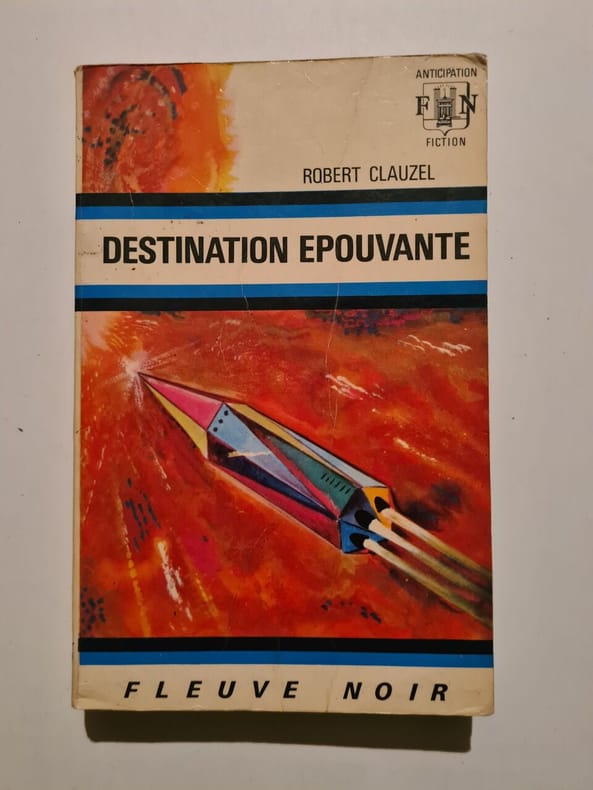 ANTICIPATION
F N
FICTION
ROBERT CLAUZEL
DESTINATION EPOUVANTE
FLEUVE NOIR